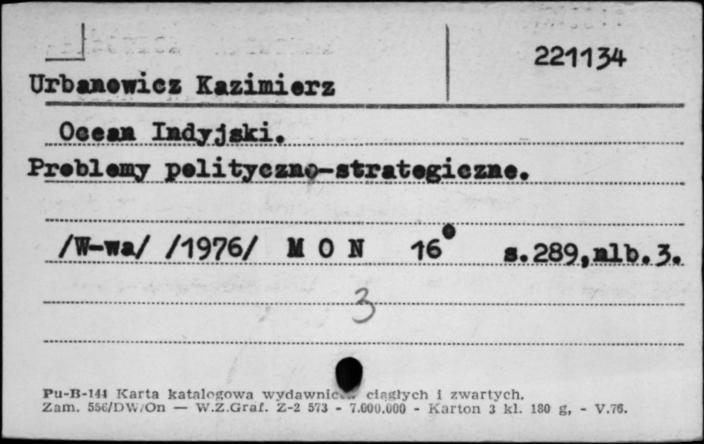 221134
Urbanowicz Kazimierz
Ocean Indyjski.
Problemy polityczno-strategiczne.
/W-wa/ /1976/ M O N 16° s.289,nlb.3.
3
Pu-B-144 Karta katalogowa wydawnictw ciągłych i zwartych.
Zam. 556/DW/On — W.Z.Graf. Z-2 573 - 7.000.000 - Karton 3 kl. 180 g, - V.76.